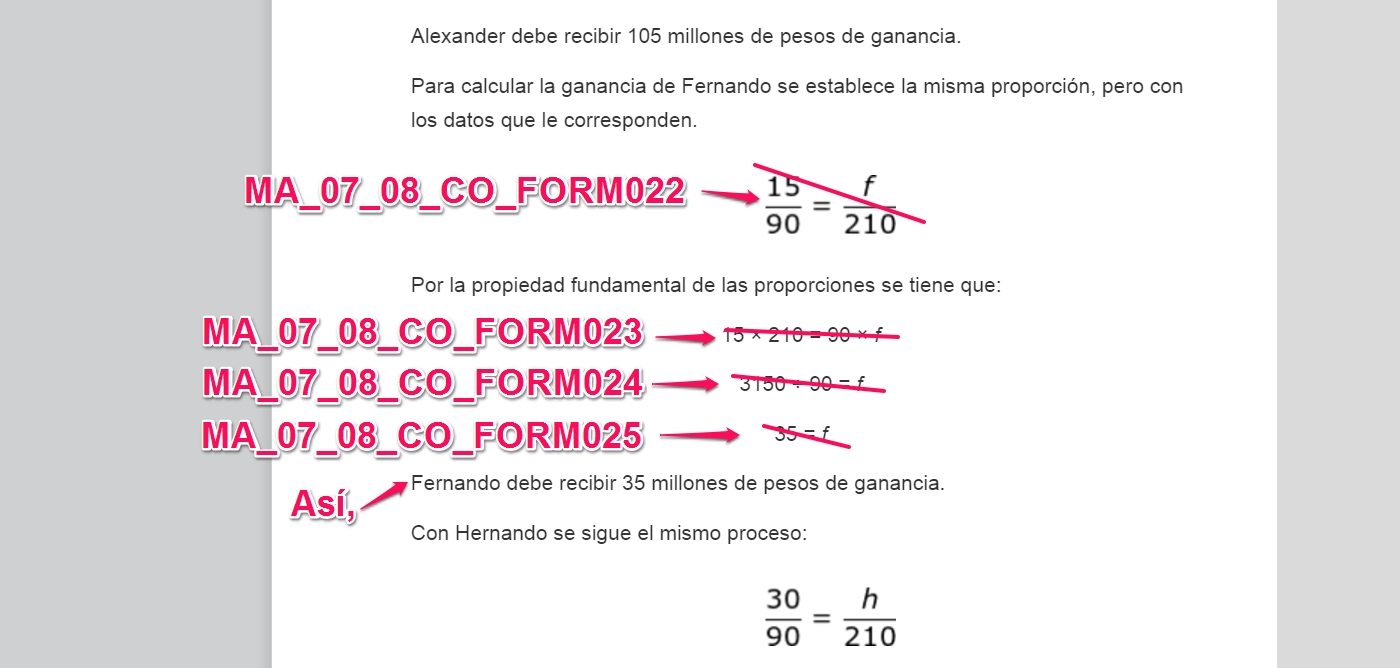 Alexander debe recibir 105 millones de pesos de ganancia.
Para calcular la ganancia de Fernando se establece la misma proporción, pero con
los datos que le corresponden.
MA_07_08_CO_FORM022
15/90 = f/210
Por la propiedad fundamental de las proporciones se tiene que:
MA_07_08_CO_FORM023 15 × 210 = 90 × f
MA_07_08_CO_FORM024 3150 ÷ 90 = f
MA_07_08_CO_FORM025 35 = f
Así, Fernando debe recibir 35 millones de pesos de ganancia.
Con Hernando se sigue el mismo proceso:
30/90 = h/210